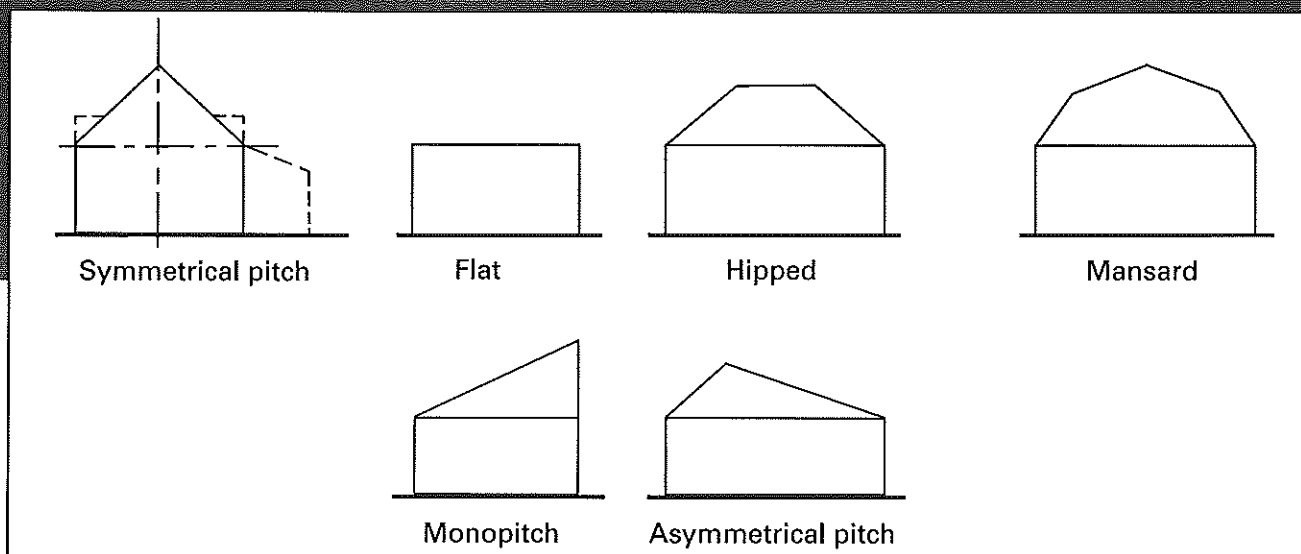 Symmetrical pitch
Flat
Hipped
Mansard
Monopitch
Asymmetrical pitch